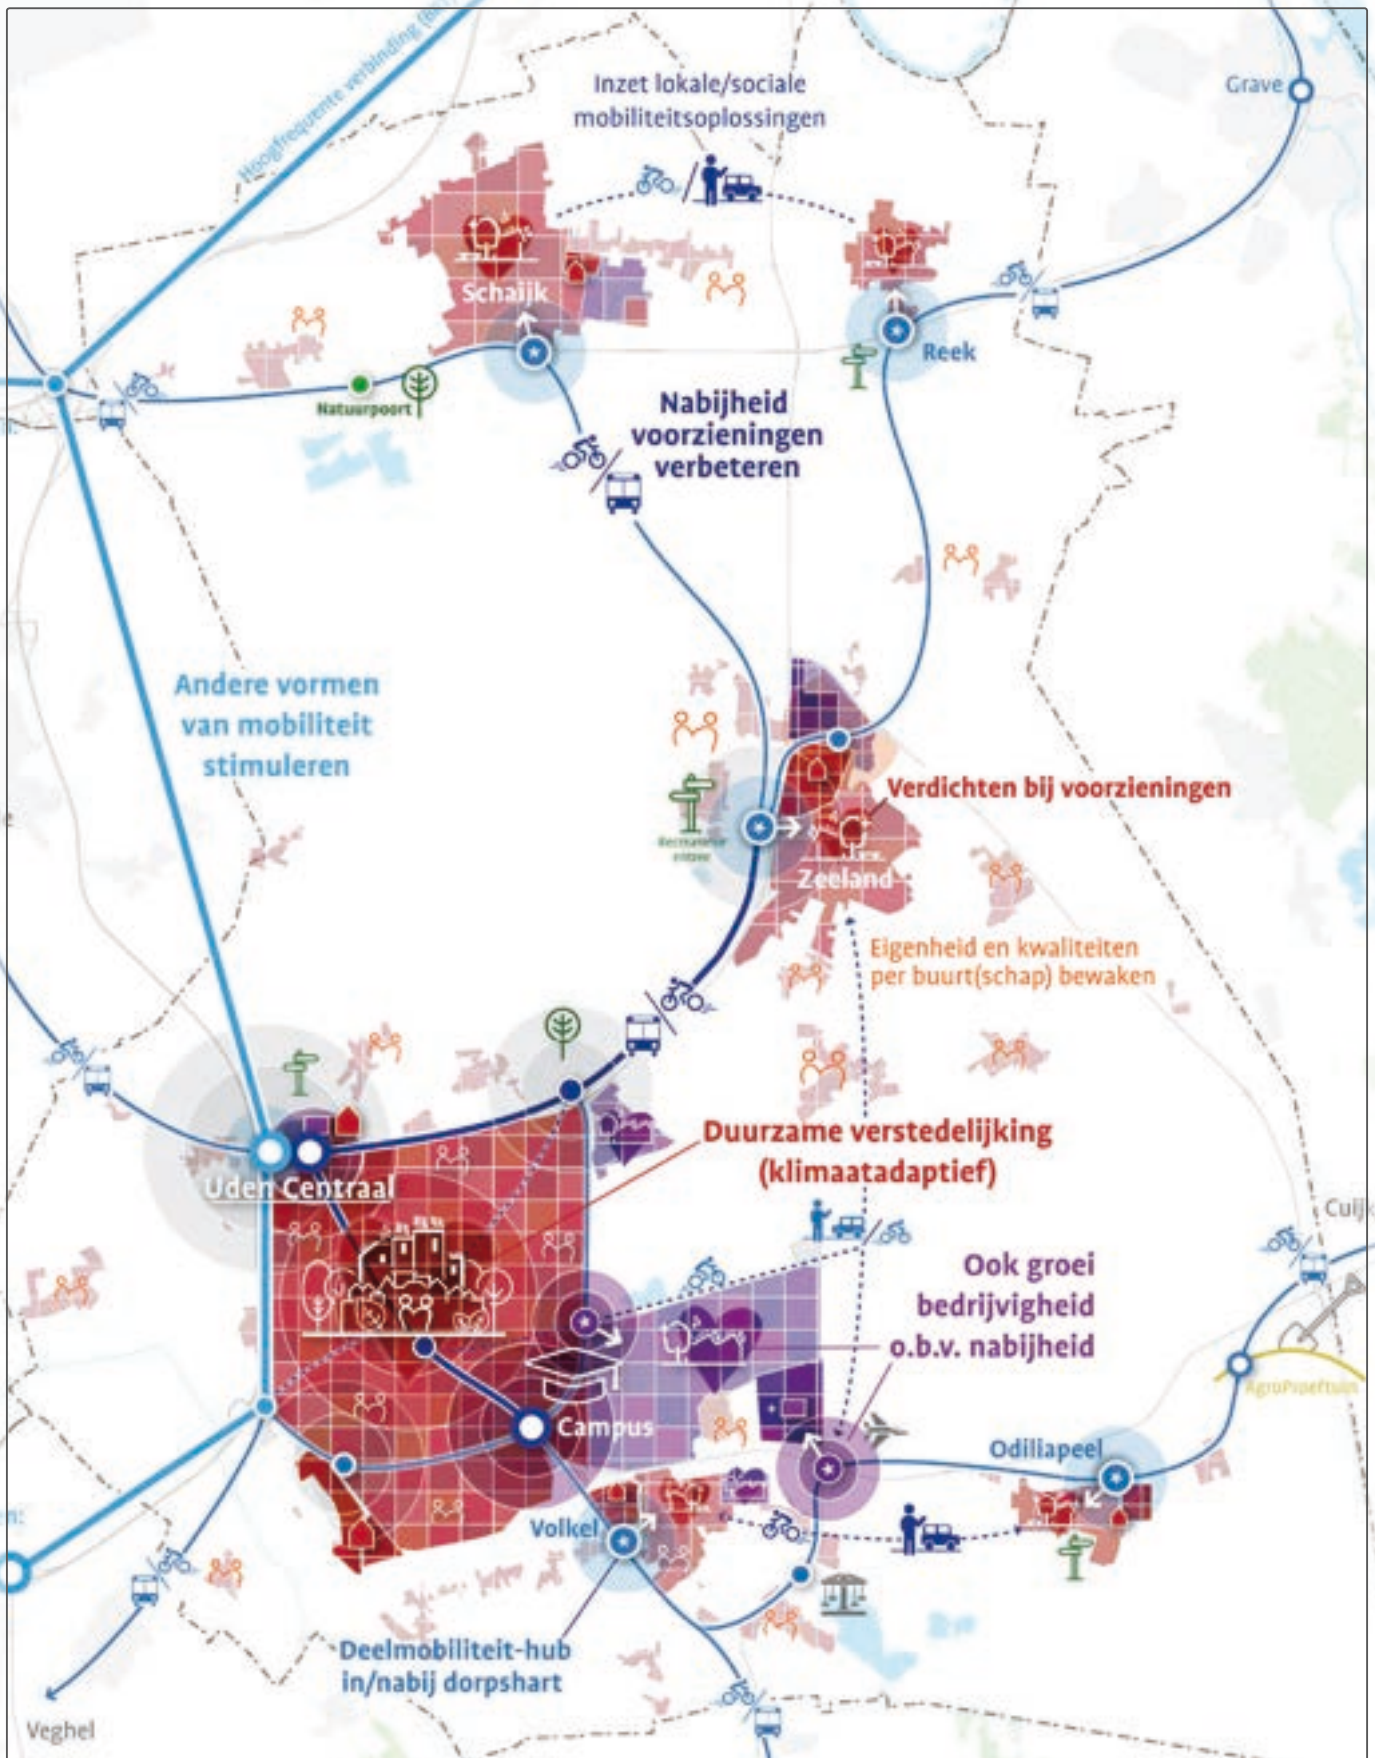 Hoogfrequente verbinding
Inzet lokale/sociale
mobiliteitsoplossingen
Grave
Schaijk
Reek
Natuurpoort
Nabijheid
voorzieningen
verbeteren
Andere vormen
van mobiliteit
stimuleren
Verdichten bij voorzieningen
Zeeland
Eigenheid en kwaliteiten
per buurt(schap) bewaken
Duurzame verstedelijking
(klimaatadaptief)
Uden Centraal
Cuijk
Ook groei
bedrijvigheid
o.b.v. nabijheid
AgroProeftuin
Campus
Odiliapeel
Volkel
Deelmobiliteit-hub
in/nabij dorpshart
Veghel